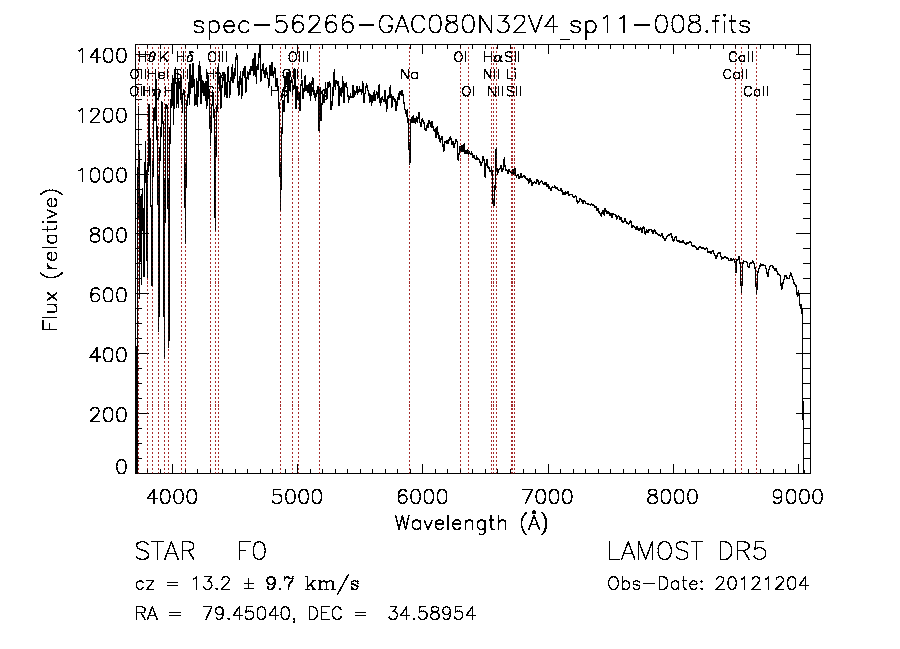 spec-56266-GAC080N32V4_sp11-008.fits
1400
1200
1000
800
600
400
200
0
Flux (relative)
Hθ K Hδ OIII OIII OI Hα SII CaII
Na NII Li CaII
OI NII SII CaII
4000 5000 6000 7000 8000 9000
Wavelength (Å)
STAR F0 LAMOST DR5
cz = 13.2 ± 9.7 km/s Obs-Date: 20121204
RA = 79.45040, DEC = 34.58954